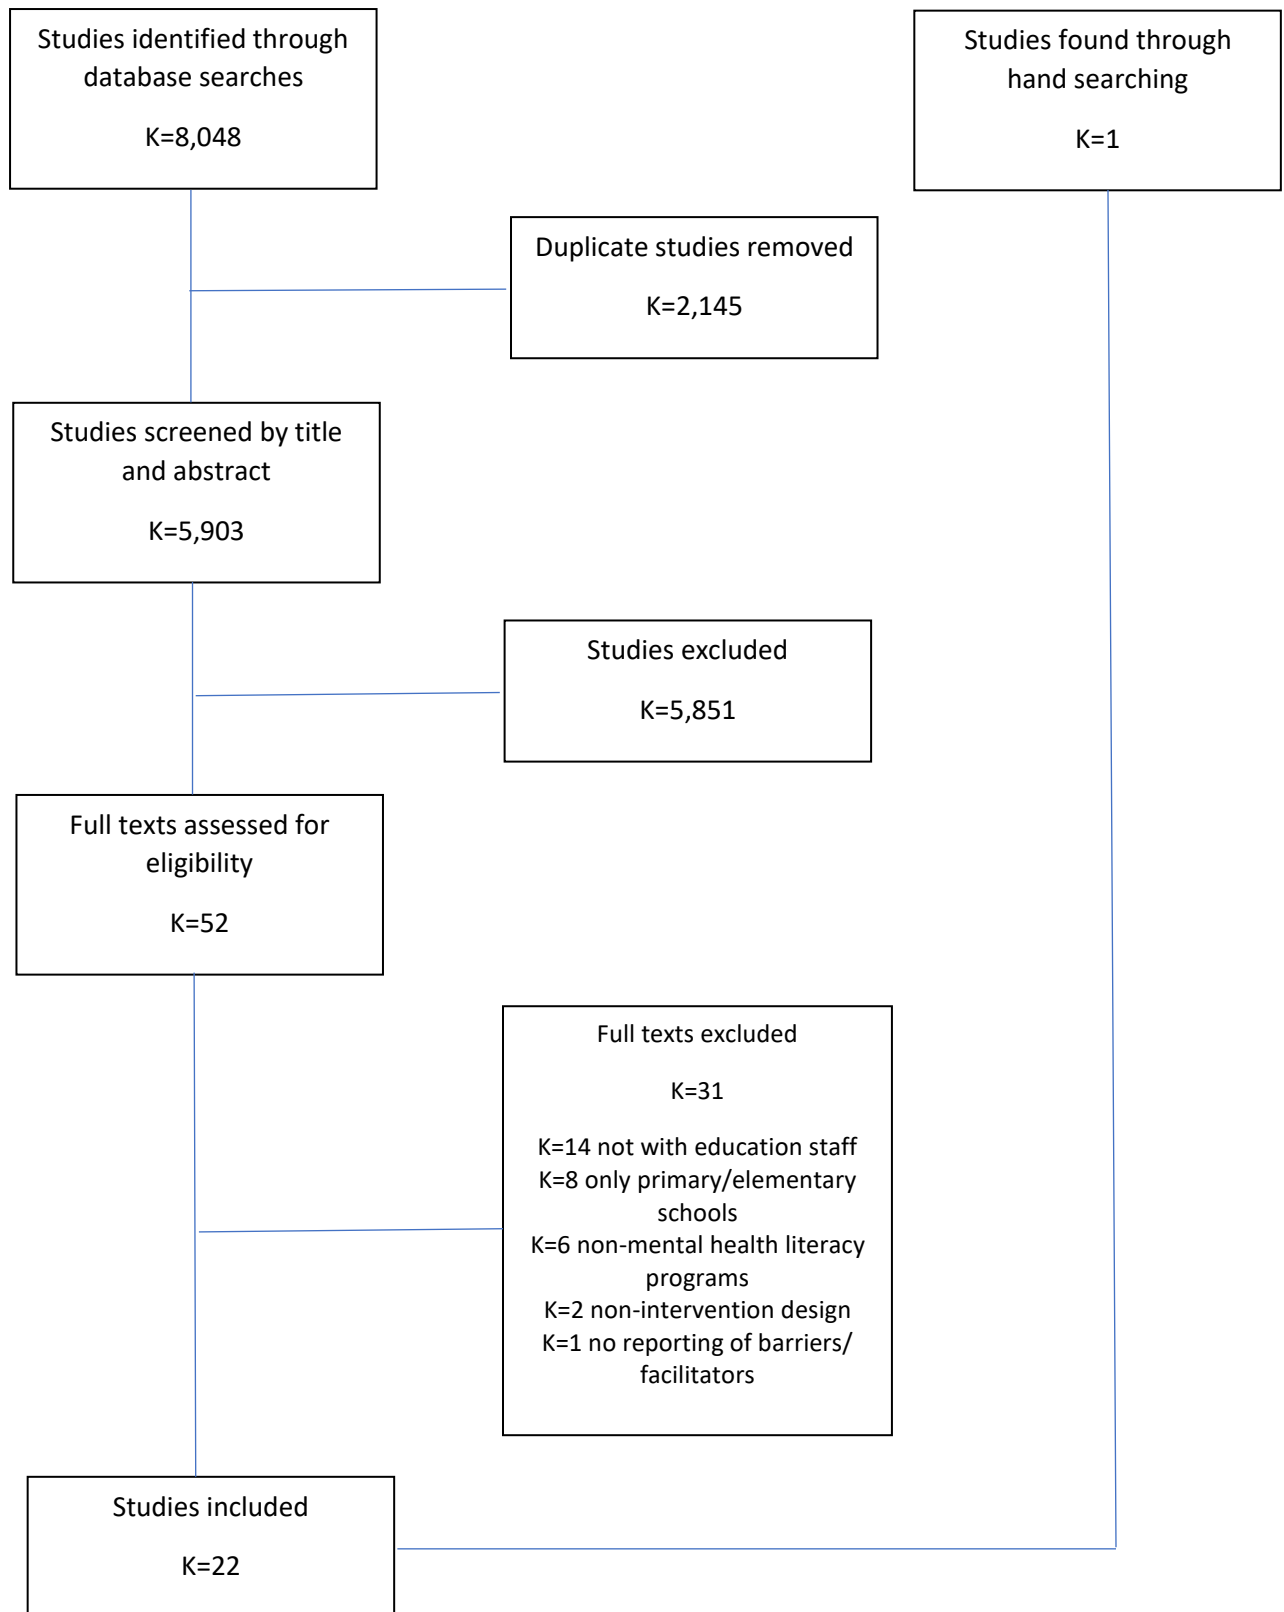 Studies identified through
database searches
K=8,048
Studies found through
hand searching
K=1
Duplicate studies removed
K=2,145
Studies screened by title
and abstract
K=5,903
Studies excluded
K=5,851
Full texts assessed for
eligibility
K=52
Full texts excluded
K=31
K=14 not with education staff
K=8 only primary/elementary
schools
K=6 non-mental health literacy
programs
K=2 non-intervention design
K=1 no reporting of barriers/
facilitators
Studies included
K=22